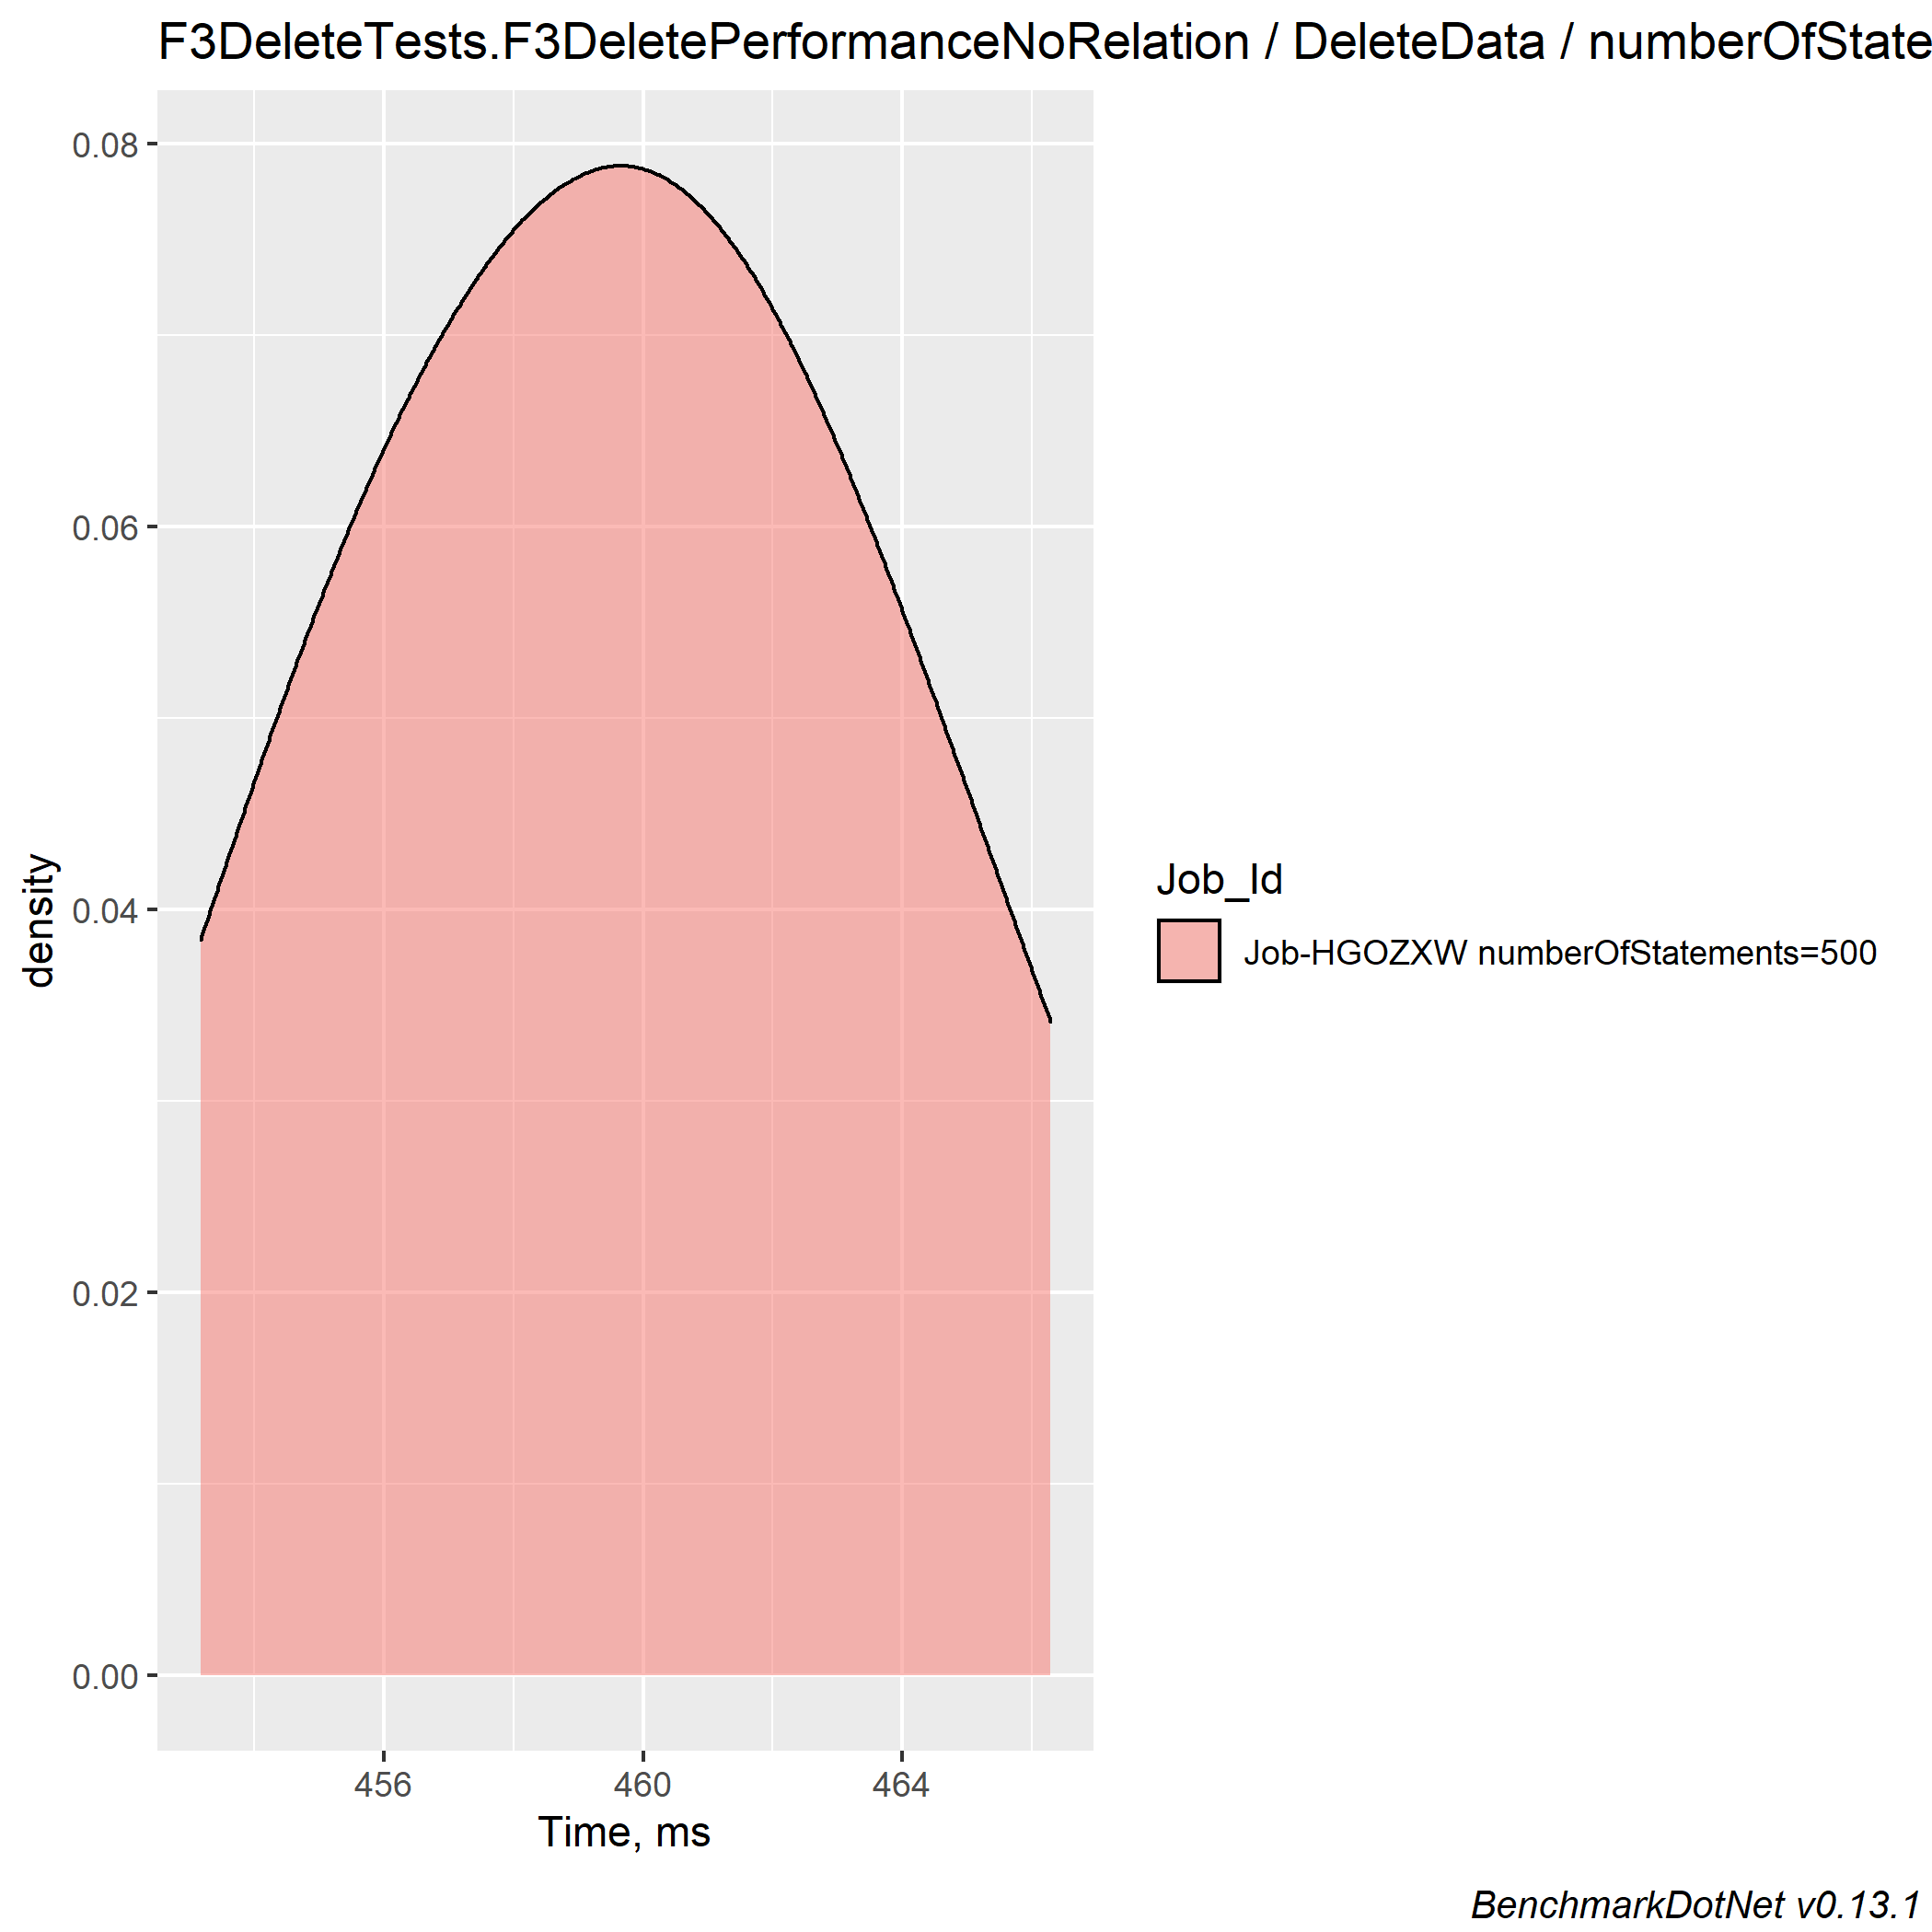 F3DeleteTests.F3DeletePerformanceNoRelation / DeleteData / numberOfState
0.08
0.06
0.04
0.02
0.00
density
456 460 464
Time, ms
Job_Id
Job-HGOZXW numberOfStatements=500
BenchmarkDotNet v0.13.1